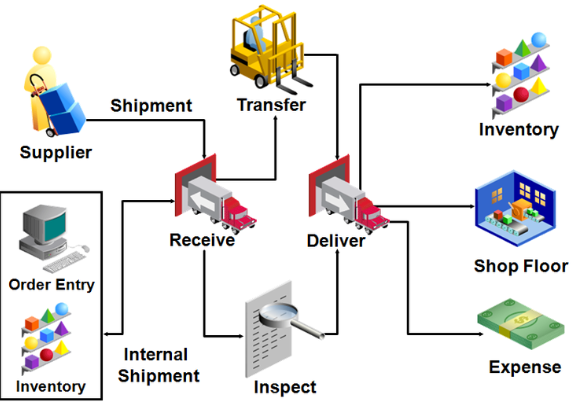 Shipment
Transfer
Supplier
Inventory
Receive
Deliver
Order Entry
Shop Floor
Internal
Shipment
Inventory
Inspect
Expense